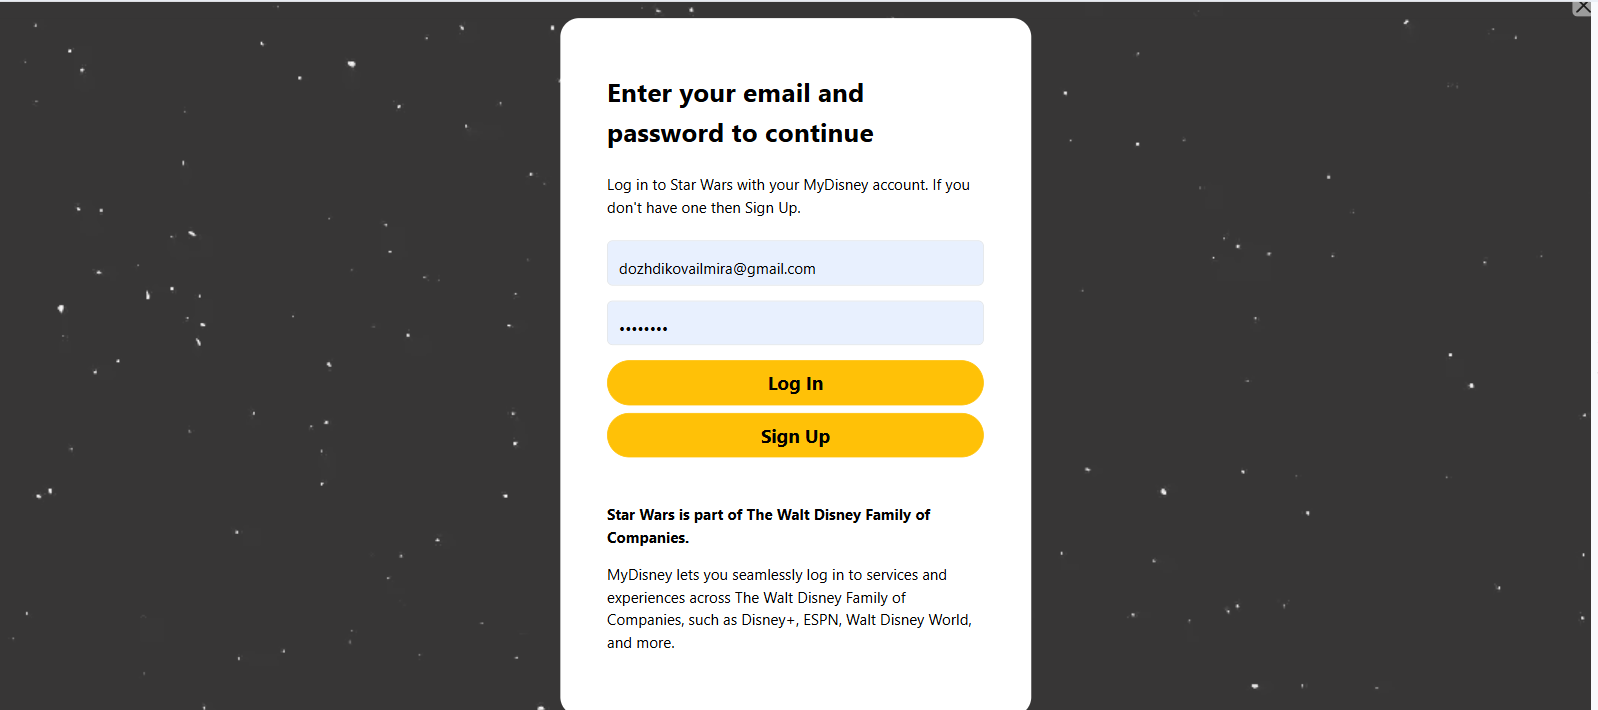 Enter your email and
password to continue
Log in to Star Wars with your MyDisney account. If you
don't have one then Sign Up.
dozhdikovailmira@gmail.com
••••••••
Log In
Sign Up
Star Wars is part of The Walt Disney Family of
Companies.
MyDisney lets you seamlessly log in to services and
experiences across The Walt Disney Family of
Companies, such as Disney+, ESPN, Walt Disney World,
and more.